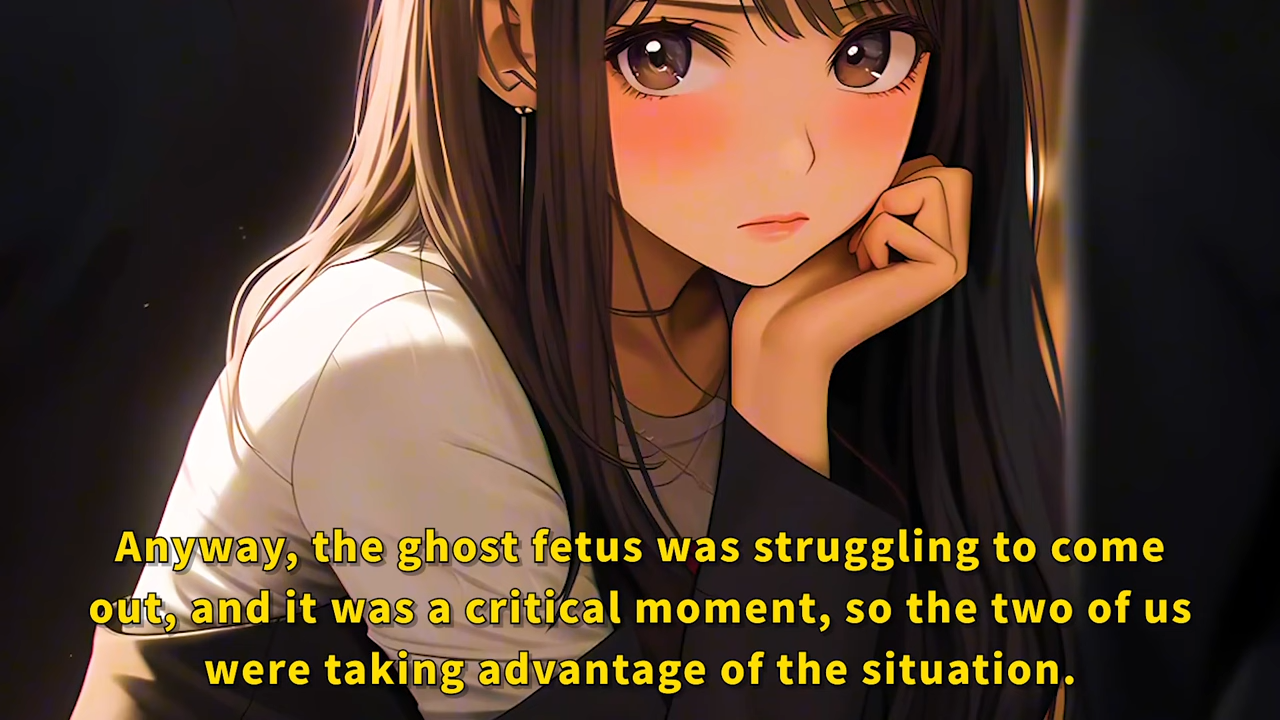 Anyway, the ghost fetus was struggling to come
out, and it was a critical moment, so the two of us
were taking advantage of the situation.